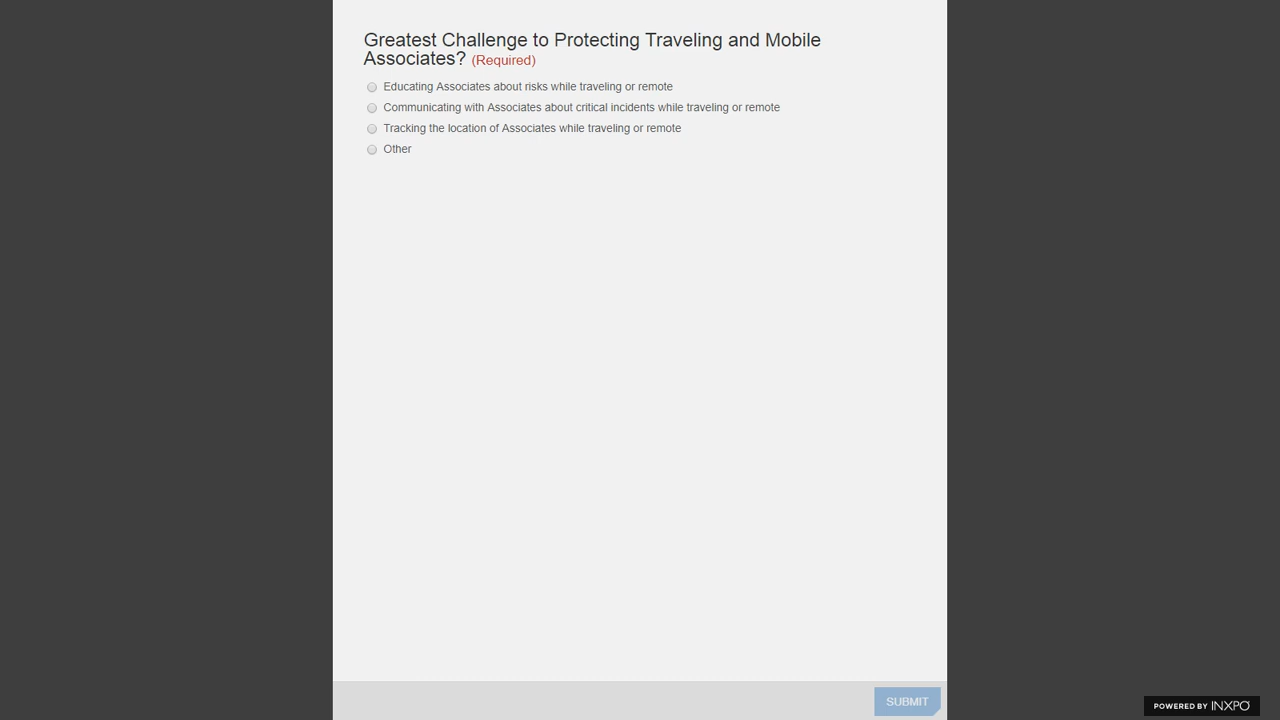 Greatest Challenge to Protecting Traveling and Mobile
Associates? (Required)
Educating Associates about risks while traveling or remote
Communicating with Associates about critical incidents while traveling or remote
Tracking the location of Associates while traveling or remote
Other
SUBMIT
POWERED BY INXPO